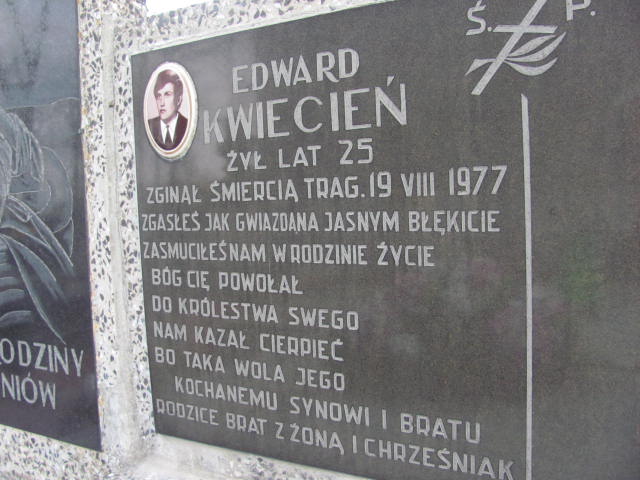 Ś. P.
EDWARD
KWIECIEŃ
ŻYŁ LAT 25
ZGINĄŁ ŚMIERCIĄ TRAG. 19 VIII 1977
ZGASŁEŚ JAK GWIAZDA NA JASNYM BŁĘKICIE
ZASMUCIŁEŚ NAM W RODZINIE ŻYCIE
BÓG CIĘ POWOŁAŁ
DO KRÓLESTWA SWEGO
NAM KAZAŁ CIERPIEĆ
BO TAKA WOLA JEGO
KOCHANEMU SYNOWI I BRATU
RODZICE BRAT Z ŻONĄ I CHRZEŚNIAK
ODZINY
NIÓW